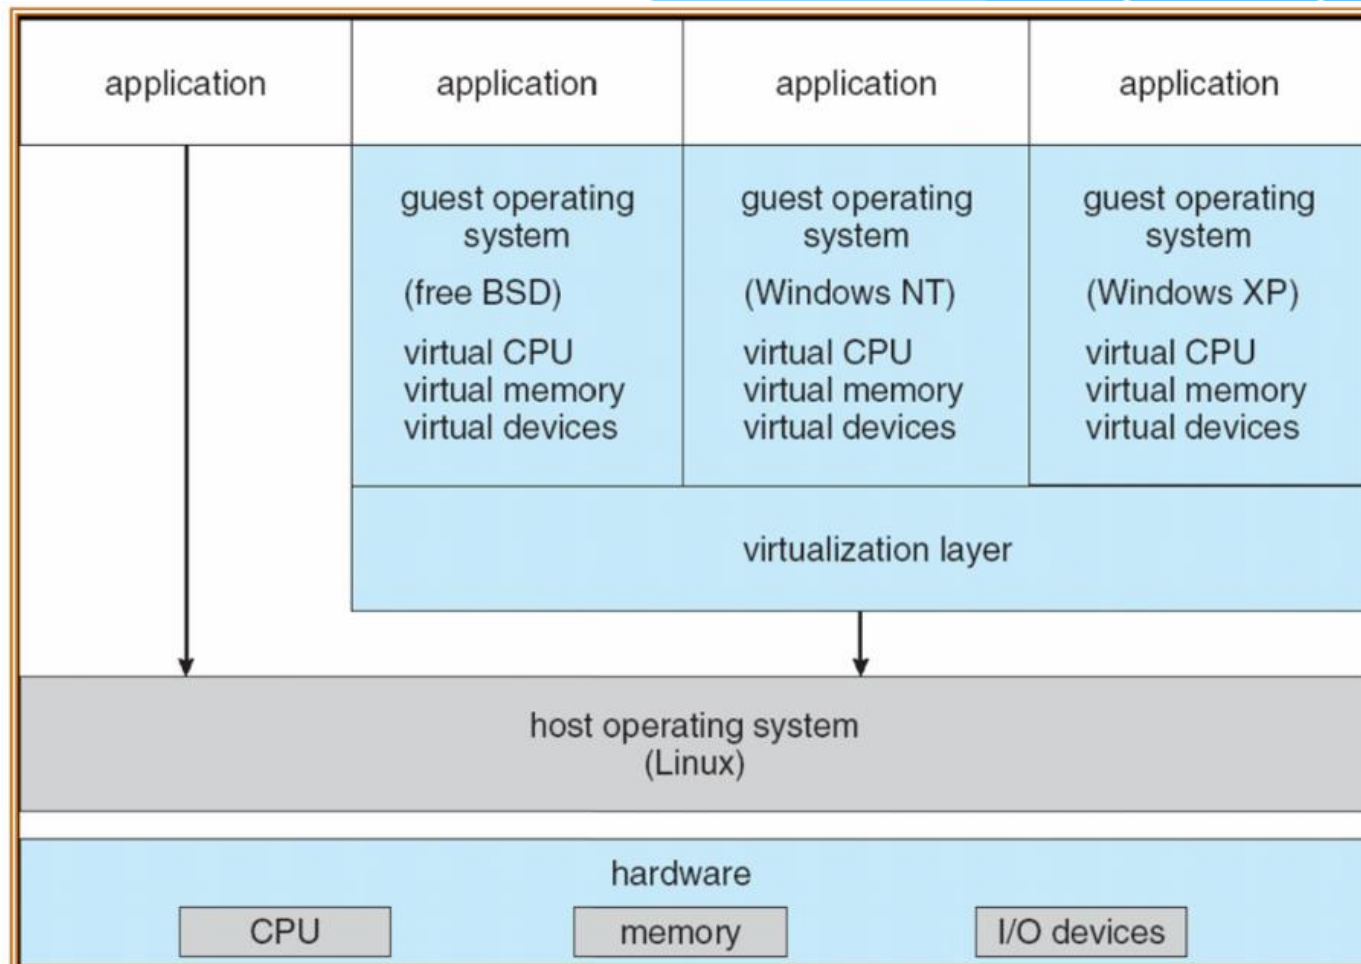 application
application
application
application
guest operating
system
(free BSD)
virtual CPU
virtual memory
virtual devices
guest operating
system
(Windows NT)
virtual CPU
virtual memory
virtual devices
guest operating
system
(Windows XP)
virtual CPU
virtual memory
virtual devices
virtualization layer
host operating system
(Linux)
hardware
CPU
memory
I/O devices